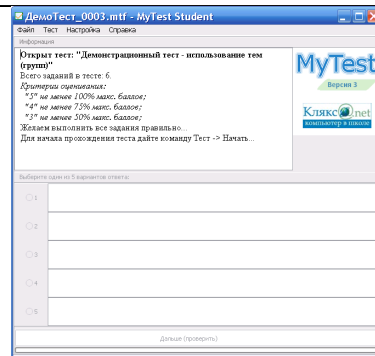 ДемоТест_0003.mtf - MyTest Student
Файл Тест Настройка Справка
Информация
Открыт тест: "Демонстрационный тест - использование тем
(групп)"
Всего заданий в тесте: 6.
Критерии оценивания:
"5" не менее 100% макс. баллов;
"4" не менее 75% макс. баллов;
"3" не менее 50% макс. баллов;
Желаем выполнить все задания правильно...
Для начала прохождения теста дайте команду Тест -> Начать...
MyTest
Версия 3
Клякс@.net
компьютер в школе
Выберите один из 5 вариантов ответа:
1
2
3
4
5
Дальше (проверить)